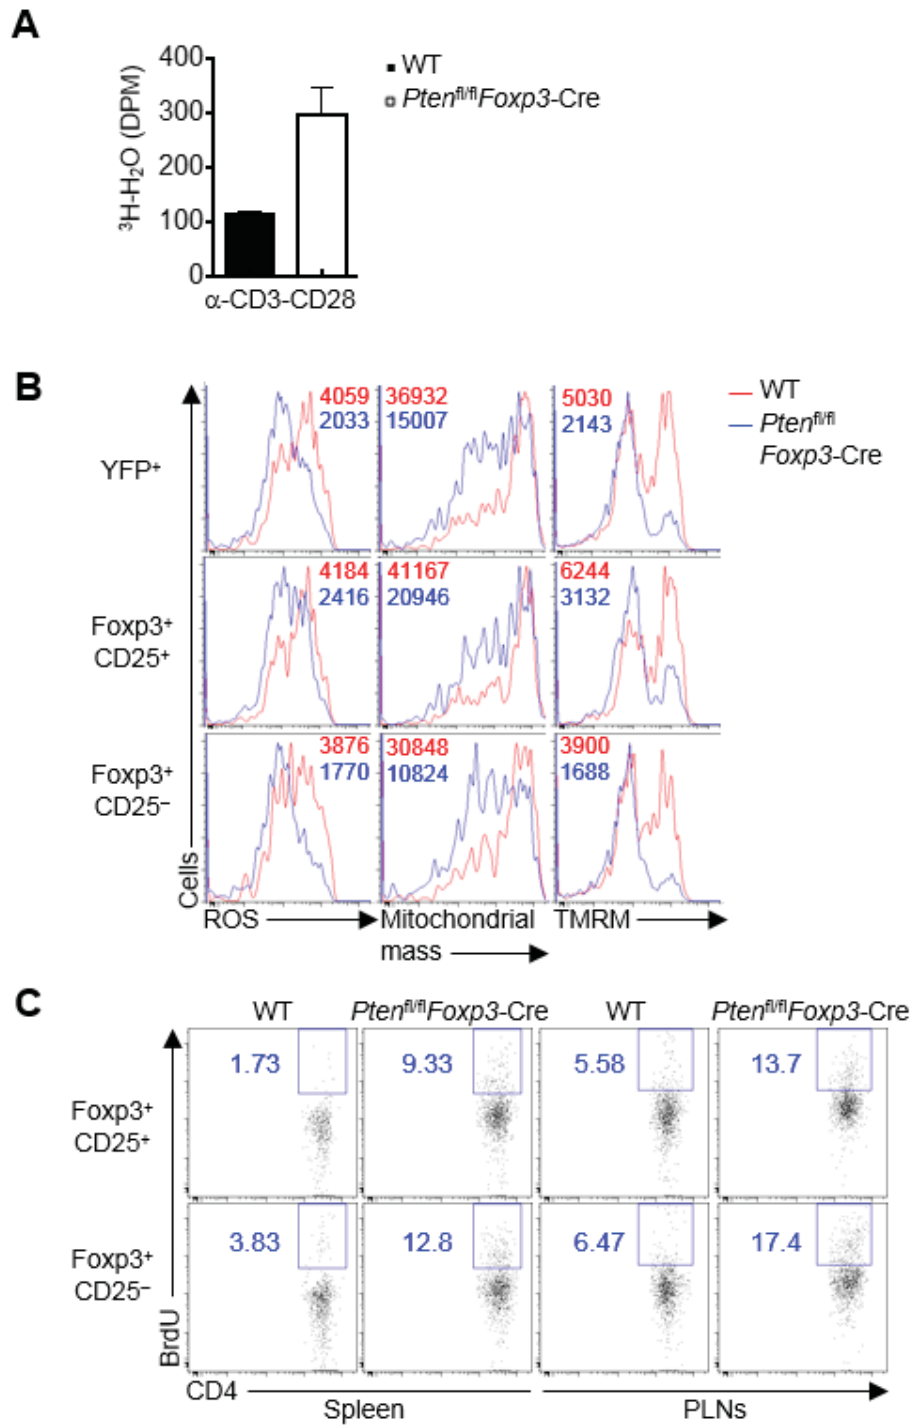 A
400
300
200
100
0
³H-H₂O (DPM)
WT
Ptenfl/flFoxp3-Cre
α-CD3-CD28
B
WT
Ptenfl/fl
Foxp3-Cre
YFP⁺
4059
2033
36932
15007
5030
2143
Foxp3⁺
CD25⁺
4184
2416
41167
20946
6244
3132
Foxp3⁺
CD25⁻
3876
1770
30848
10824
3900
1688
Cells
ROS
Mitochondrial
mass
TMRM
C
WT
Ptenfl/flFoxp3-Cre
WT
Ptenfl/flFoxp3-Cre
Foxp3⁺
CD25⁺
1.73
9.33
5.58
13.7
Foxp3⁺
CD25⁻
3.83
12.8
6.47
17.4
BrdU
CD4
Spleen
PLNs